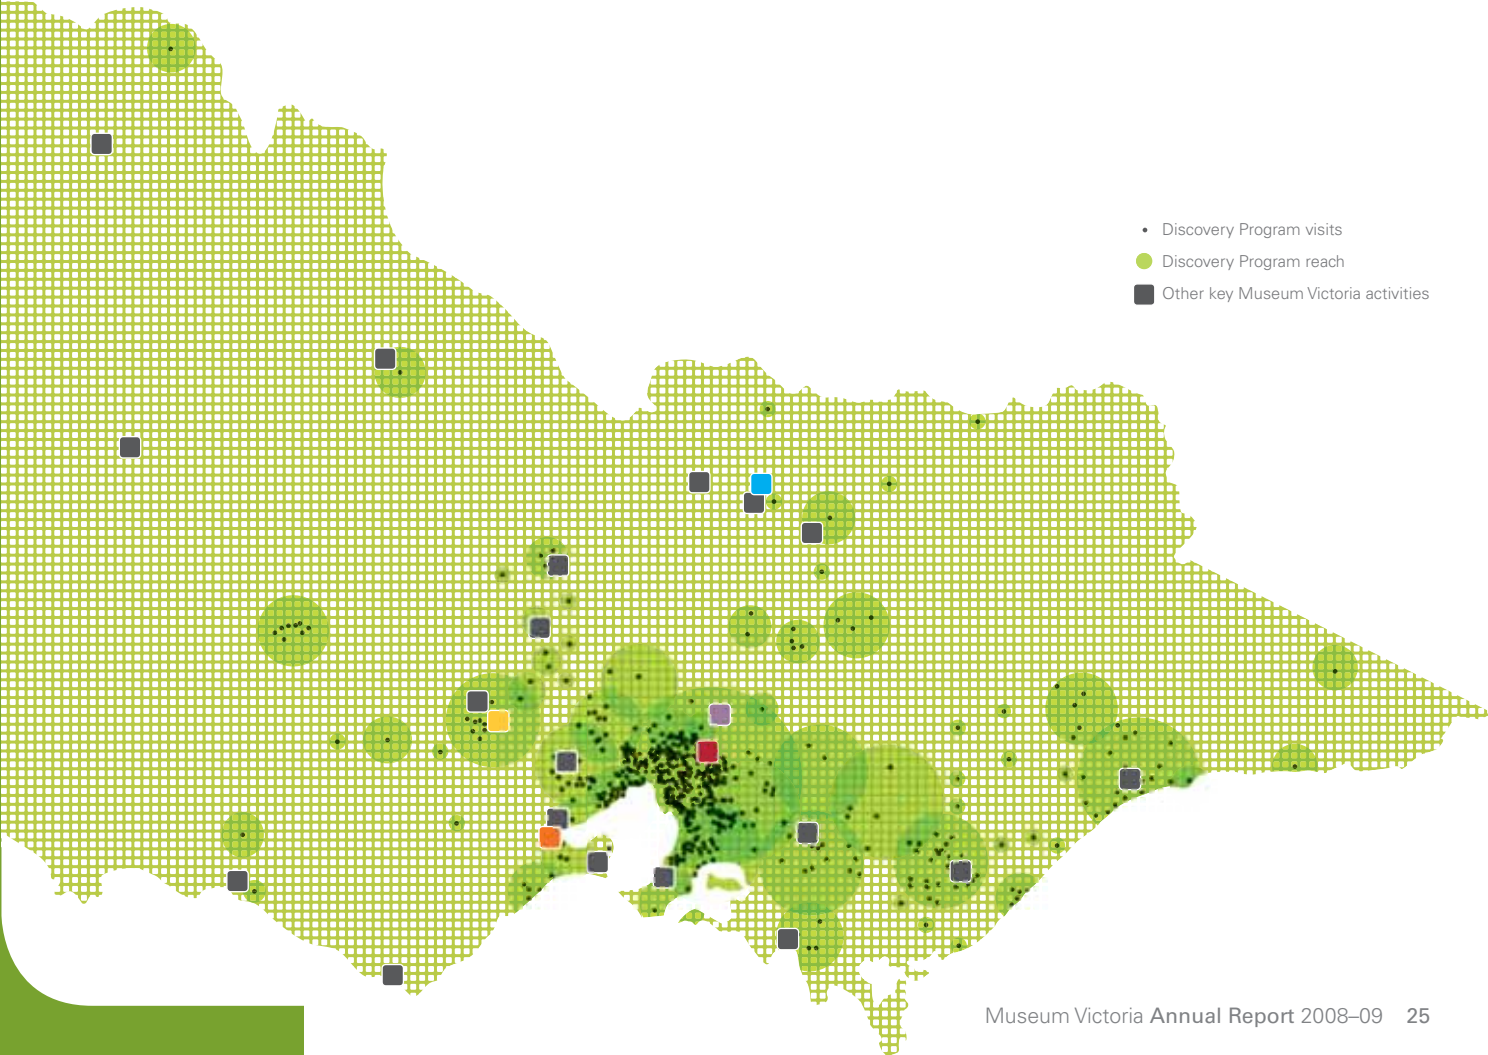 Discovery Program visits
Discovery Program reach
Other key Museum Victoria activities
Museum Victoria Annual Report 2008–09 25